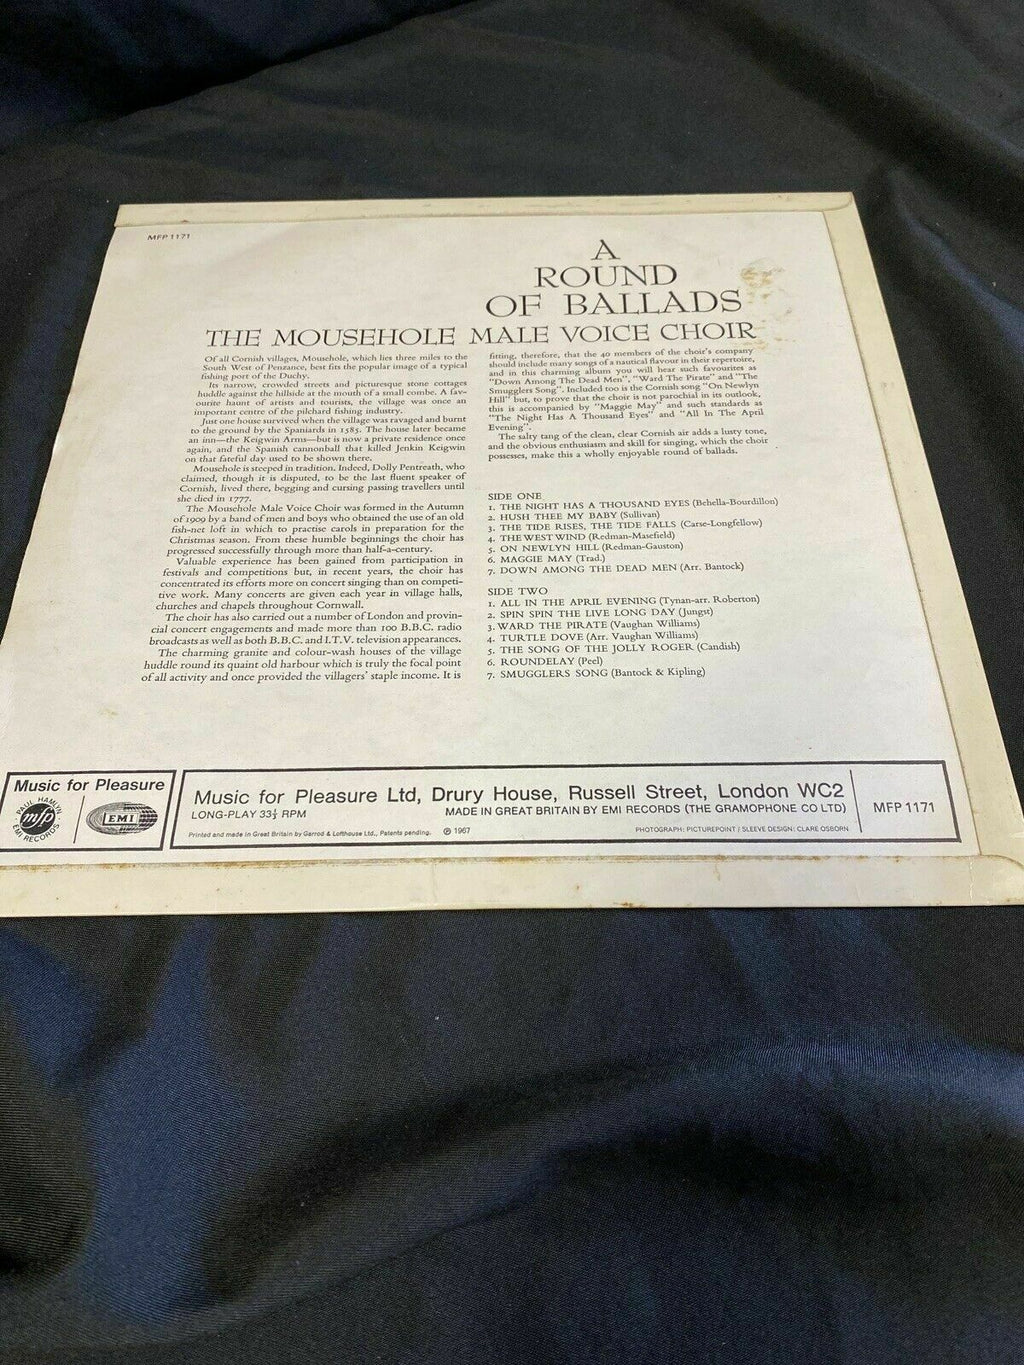 MFP 1171
A
ROUND
OF BALLADS
THE MOUSEHOLE MALE VOICE CHOIR
Of all Cornish villages, Mousehole, which lies three miles to the
South West of Penzance, best fits the popular image of a typical
fishing port of the Duchy.
Its narrow, crowded streets and picturesque stone cottages
huddle against the hillside at the mouth of a small combe. A fav-
ourite haunt of artists and tourists, the village was once an
important centre of the pilchard fishing industry.
Just one house survived when the village was ravaged and burnt
to the ground by the Spaniards in 1585. The house later became
an inn—the Keigwin Arms—but is now a private residence once
again, and the Spanish cannonball that killed Jenkin Keigwin
on that fateful day used to be shown there.
Mousehole is steeped in tradition. Indeed, Dolly Pentreath, who
claimed, though it is disputed, to be the last fluent speaker of
Cornish, lived there, begging and cursing passing travellers until
she died in 1777.
The Mousehole Male Voice Choir was formed in the Autumn
of 1909 by a band of men and boys who obtained the use of an old
fish-net loft in which to practise carols in preparation for the
Christmas season. From these humble beginnings the choir has
progressed successfully through more than half-a-century.
Valuable experience has been gained from participation in
festivals and competitions but, in recent years, the choir has
concentrated its efforts more on concert singing than on competi-
tive work. Many concerts are given each year in village halls,
churches and chapels throughout Cornwall.
The choir has also carried out a number of London and provin-
cial concert engagements and made more than 100 B.B.C. radio
broadcasts as well as both B.B.C. and I.T.V. television appearances.
The charming granite and colour-wash houses of the village
huddle round its quaint old harbour which is truly the focal point
of all activity and once provided the villagers' staple income. It is
fitting, therefore, that the 40 members of the choir's company
should include many songs of a nautical flavour in their repertoire,
and in this charming album you will hear such favourites as
"Down Among The Dead Men", "Ward The Pirate" and "The
Smugglers Song". Included too is the Cornish song "On Newlyn
Hill" but, to prove that the choir is not parochial in its outlook,
this is accompanied by "Maggie May" and such standards as
"The Night Has A Thousand Eyes" and "All In The April
Evening".
The salty tang of the clean, clear Cornish air adds a lusty tone,
and the obvious enthusiasm and skill for singing, which the choir
possesses, make this a wholly enjoyable round of ballads.
SIDE ONE
1. THE NIGHT HAS A THOUSAND EYES (Behella-Bourdillon)
2. HUSH THEE MY BABY (Sullivan)
3. THE TIDE RISES, THE TIDE FALLS (Carse-Longfellow)
4. THE WEST WIND (Redman-Masefield)
5. ON NEWLYN HILL (Redman-Gauston)
6. MAGGIE MAY (Trad.)
7. DOWN AMONG THE DEAD MEN (Arr. Bantock)
SIDE TWO
1. ALL IN THE APRIL EVENING (Tynan-arr. Roberton)
2. SPIN SPIN THE LIVE LONG DAY (Jungst)
3. WARD THE PIRATE (Vaughan Williams)
4. TURTLE DOVE (Arr. Vaughan Williams)
5. THE SONG OF THE JOLLY ROGER (Candish)
6. ROUNDELAY (Peel)
7. SMUGGLERS SONG (Bantock & Kipling)
Music for Pleasure
PAUL HAMLYN
mfp
EMI RECORDS
EMI
Music for Pleasure Ltd, Drury House, Russell Street, London WC2
LONG-PLAY 33⅓ RPM
MADE IN GREAT BRITAIN BY EMI RECORDS (THE GRAMOPHONE CO LTD)
Printed and made in Great Britain by Garrod & Lofthouse Ltd., Patents pending.
℗ 1967
PHOTOGRAPH: PICTUREPOINT / SLEEVE DESIGN: CLARE OSBORN
MFP 1171